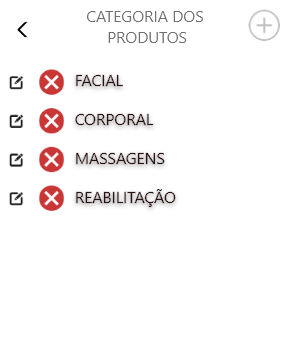 CATEGORIA DOS
PRODUTOS
FACIAL
CORPORAL
MASSAGENS
REABILITAÇÃO